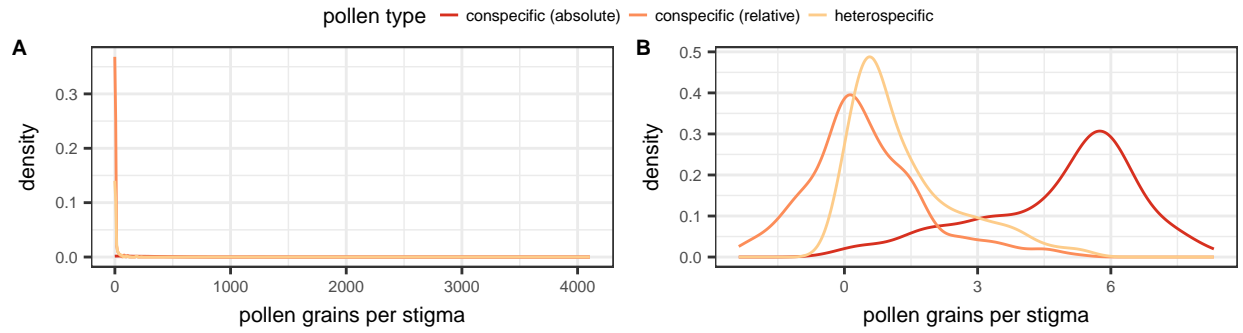 pollen type conspecific (absolute) conspecific (relative) heterospecific
A
B
density
0.3
0.2
0.1
0.0
0 1000 2000 3000 4000
pollen grains per stigma
density
0.5
0.4
0.3
0.2
0.1
0.0
0 3 6
pollen grains per stigma